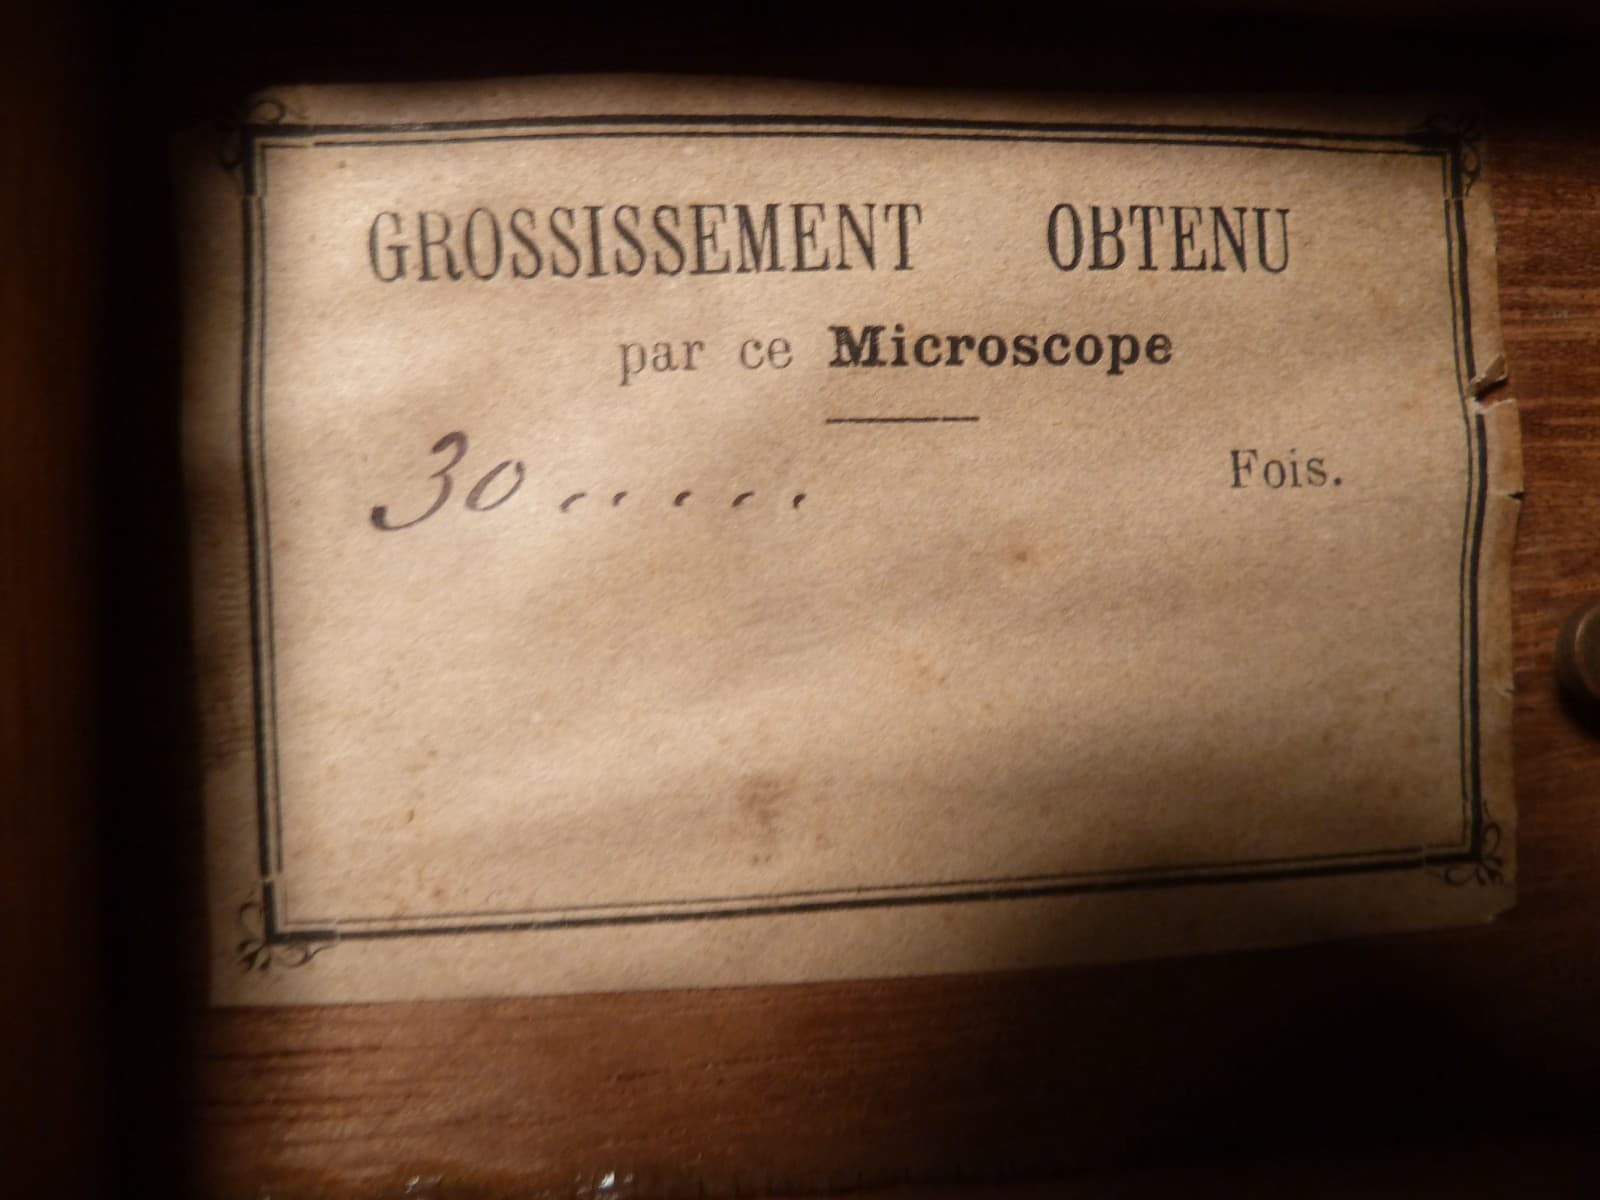 GROSSISSEMENT OBTENU
par ce Microscope
30 . . . . . Fois.